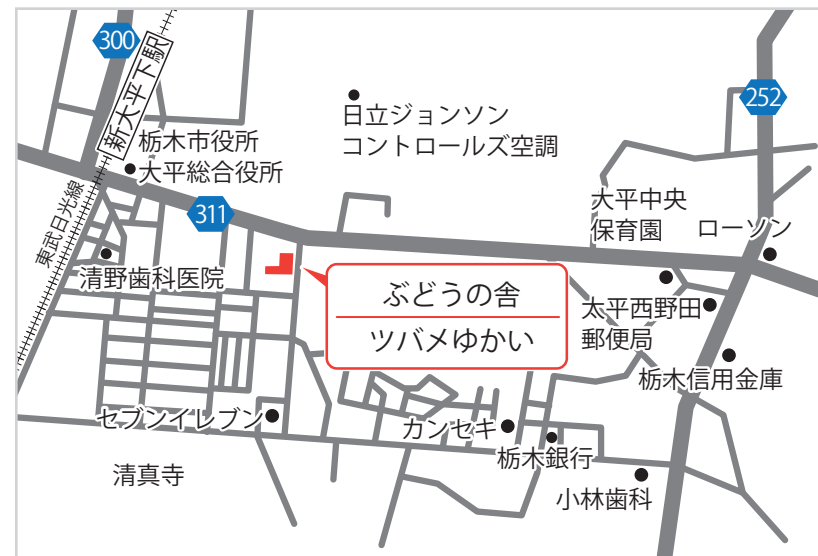 300
新大平下駅
252
日立ジョンソン
コントロールズ空調
栃木市役所
大平総合役所
東武日光線
311
大平中央
保育園
ローソン
清野歯科医院
ぶどうの舎
ツバメゆかい
太平西野田
郵便局
栃木信用金庫
セブンイレブン
カンセキ
栃木銀行
清真寺
小林歯科